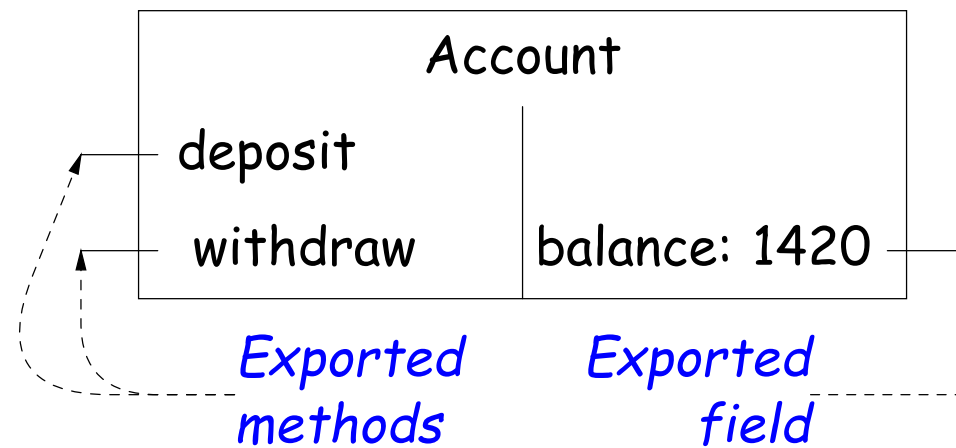 Account
deposit
withdraw
balance: 1420
Exported
methods
Exported
field